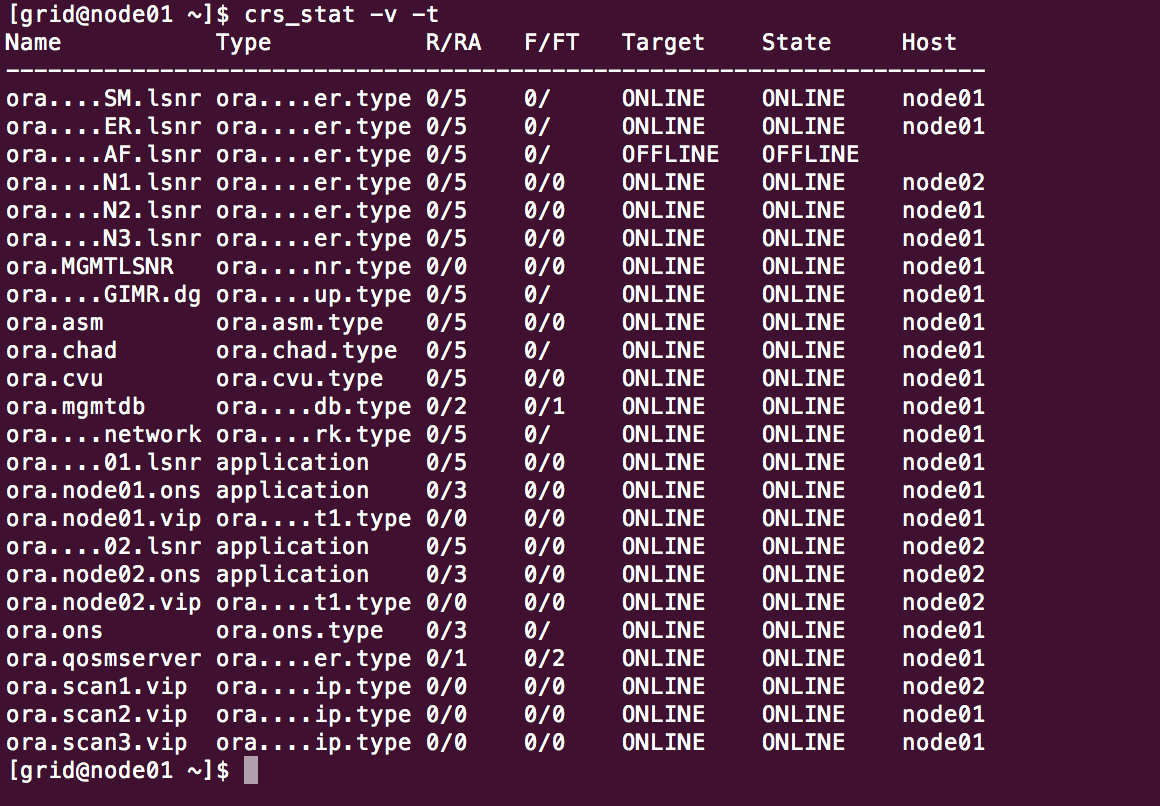 [grid@node01 ~]$ crs_stat -v -t
Name           Type           R/RA   F/FT   Target    State     Host
----------------------------------------------------------------------
ora....SM.lsnr ora....er.type 0/5    0/     ONLINE    ONLINE    node01
ora....ER.lsnr ora....er.type 0/5    0/     ONLINE    ONLINE    node01
ora....AF.lsnr ora....er.type 0/5    0/     OFFLINE   OFFLINE
ora....N1.lsnr ora....er.type 0/5    0/0    ONLINE    ONLINE    node02
ora....N2.lsnr ora....er.type 0/5    0/0    ONLINE    ONLINE    node01
ora....N3.lsnr ora....er.type 0/5    0/0    ONLINE    ONLINE    node01
ora.MGMTLSNR   ora....nr.type 0/0    0/0    ONLINE    ONLINE    node01
ora....GIMR.dg ora....up.type 0/5    0/     ONLINE    ONLINE    node01
ora.asm        ora.asm.type   0/5    0/0    ONLINE    ONLINE    node01
ora.chad       ora.chad.type  0/5    0/     ONLINE    ONLINE    node01
ora.cvu        ora.cvu.type   0/5    0/0    ONLINE    ONLINE    node01
ora.mgmtdb     ora....db.type 0/2    0/1    ONLINE    ONLINE    node01
ora....network ora....rk.type 0/5    0/     ONLINE    ONLINE    node01
ora....01.lsnr application    0/5    0/0    ONLINE    ONLINE    node01
ora.node01.ons application    0/3    0/0    ONLINE    ONLINE    node01
ora.node01.vip ora....t1.type 0/0    0/0    ONLINE    ONLINE    node01
ora....02.lsnr application    0/5    0/0    ONLINE    ONLINE    node02
ora.node02.ons application    0/3    0/0    ONLINE    ONLINE    node02
ora.node02.vip ora....t1.type 0/0    0/0    ONLINE    ONLINE    node02
ora.ons        ora.ons.type   0/3    0/     ONLINE    ONLINE    node01
ora.qosmserver ora....er.type 0/1    0/2    ONLINE    ONLINE    node01
ora.scan1.vip  ora....ip.type 0/0    0/0    ONLINE    ONLINE    node02
ora.scan2.vip  ora....ip.type 0/0    0/0    ONLINE    ONLINE    node01
ora.scan3.vip  ora....ip.type 0/0    0/0    ONLINE    ONLINE    node01
[grid@node01 ~]$